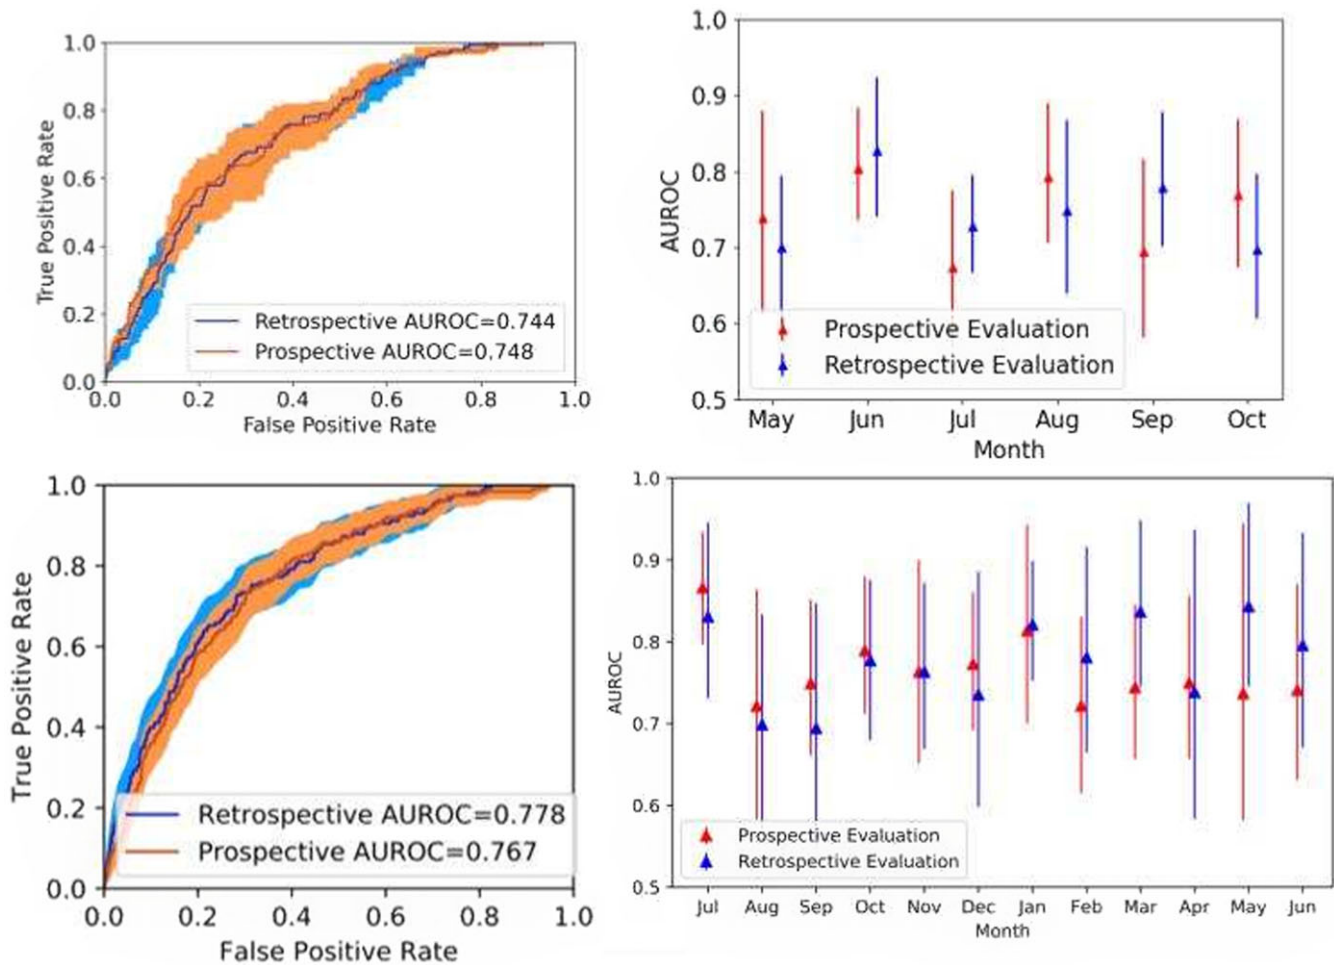 1.0
0.8
0.6
0.4
0.2
0.0
True Positive Rate
Retrospective AUROC=0.744
Prospective AUROC=0.748
0.0 0.2 0.4 0.6 0.8 1.0
False Positive Rate
1.0
0.9
0.8
0.7
0.6
0.5
AUROC
Prospective Evaluation
Retrospective Evaluation
May Jun Jul Aug Sep Oct
Month
1.0
0.8
0.6
0.4
0.2
0.0
True Positive Rate
Retrospective AUROC=0.778
Prospective AUROC=0.767
0.0 0.2 0.4 0.6 0.8 1.0
False Positive Rate
1.0
0.9
0.8
0.7
0.6
0.5
AUROC
Prospective Evaluation
Retrospective Evaluation
Jul Aug Sep Oct Nov Dec Jan Feb Mar Apr May Jun
Month